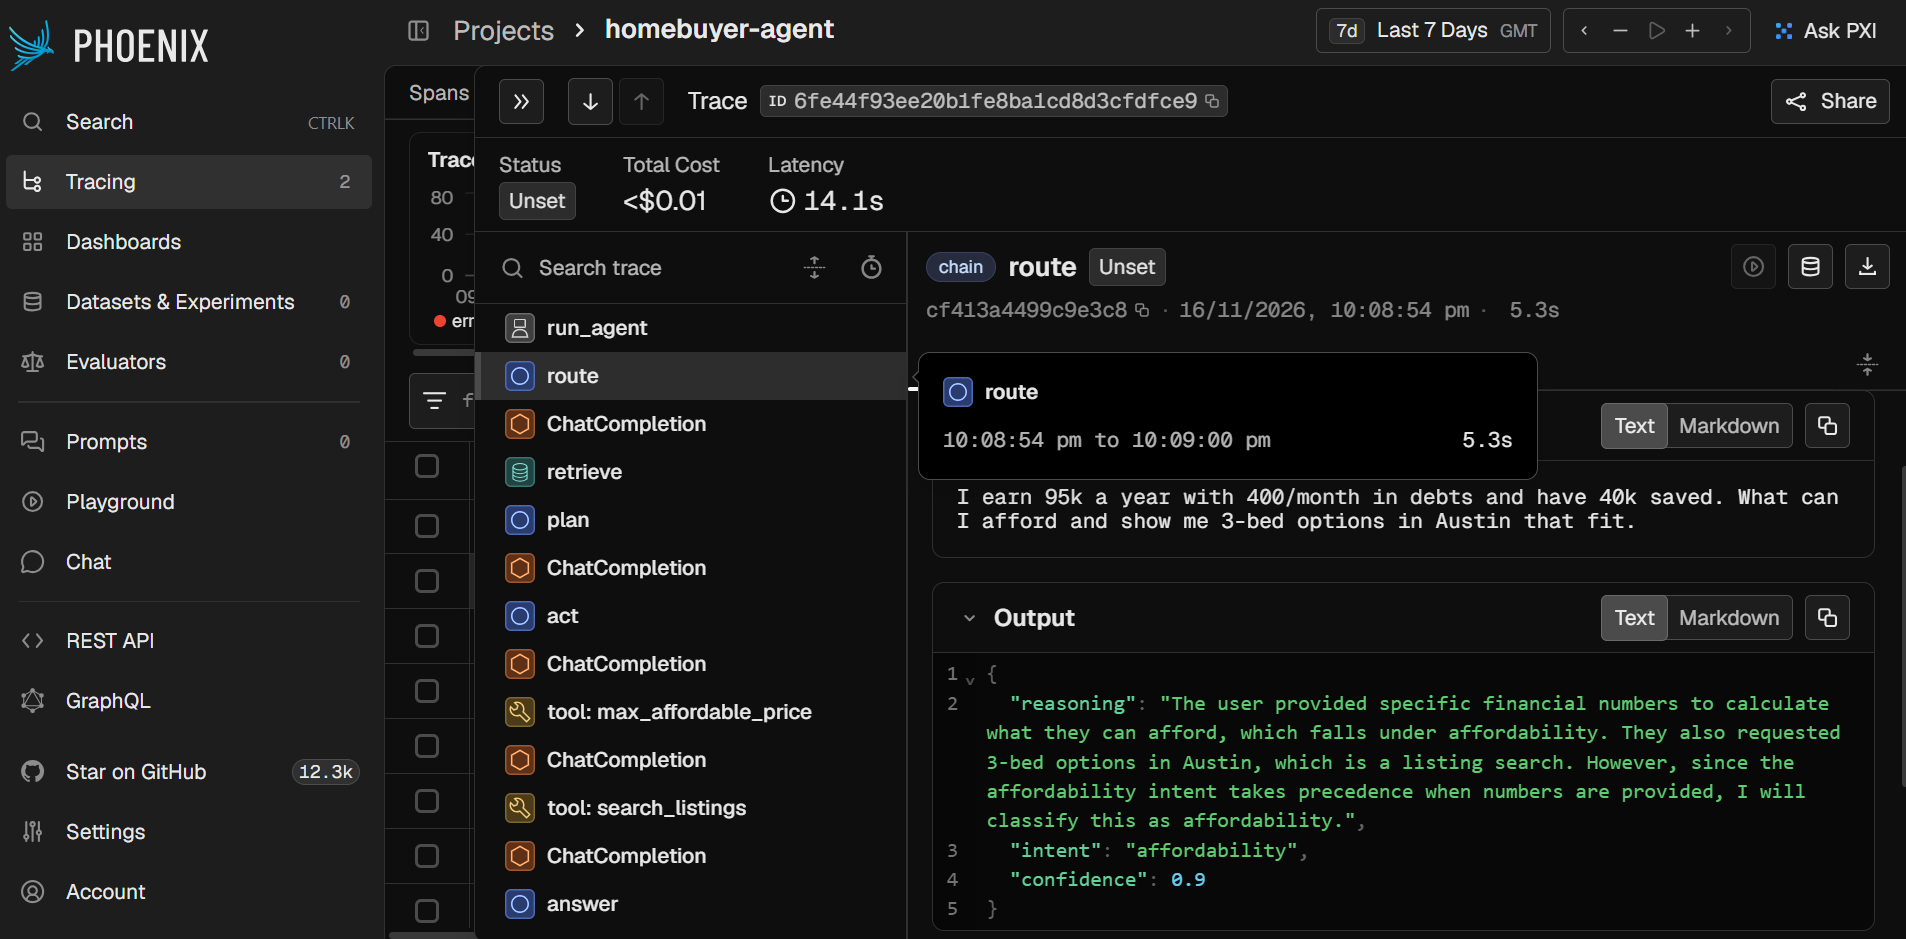 PHOENIX
Search CTRLK
Tracing 2
Dashboards
Datasets & Experiments 0
Evaluators 0
Prompts 0
Playground
Chat
REST API
GraphQL
Star on GitHub 12.3k
Settings
Account
Projects › homebuyer-agent
7d Last 7 Days GMT
Ask PXI
Spans
Trace
80
40
0
09
err
f
Trace ID 6fe44f93ee20b1fe8ba1cd8d3cfdfce9
Share
Status Total Cost Latency
Unset <$0.01 14.1s
Search trace
run_agent
route
ChatCompletion
retrieve
plan
ChatCompletion
act
ChatCompletion
tool: max_affordable_price
ChatCompletion
tool: search_listings
ChatCompletion
answer
chain route Unset
cf413a4499c9e3c8 · 16/11/2026, 10:08:54 pm · 5.3s
route
10:08:54 pm to 10:09:00 pm 5.3s
Text Markdown
I earn 95k a year with 400/month in debts and have 40k saved. What can
I afford and show me 3-bed options in Austin that fit.
Output Text Markdown
1 {
2 "reasoning": "The user provided specific financial numbers to calculate
what they can afford, which falls under affordability. They also requested
3-bed options in Austin, which is a listing search. However, since the
affordability intent takes precedence when numbers are provided, I will
classify this as affordability.",
3 "intent": "affordability",
4 "confidence": 0.9
5 }